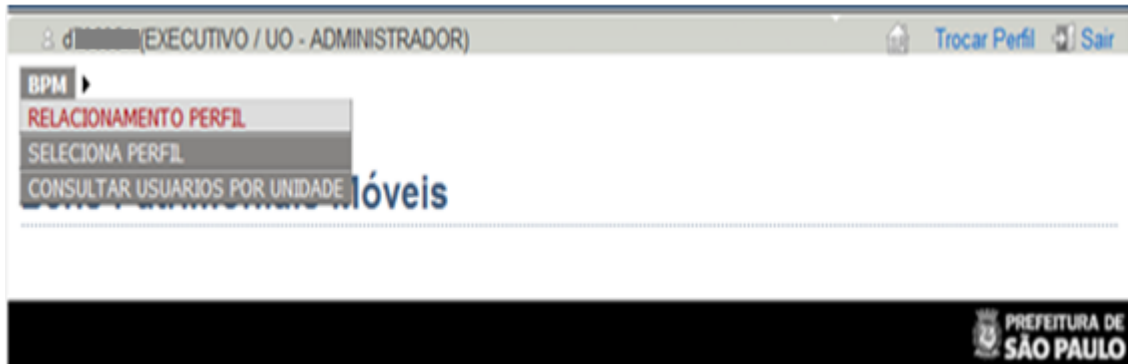 d (EXECUTIVO / UO - ADMINISTRADOR) Trocar Perfil Sair
BPM
RELACIONAMENTO PERFIL
SELECIONA PERFIL
CONSULTAR USUARIOS POR UNIDADE
Móveis
PREFEITURA DE
SÃO PAULO